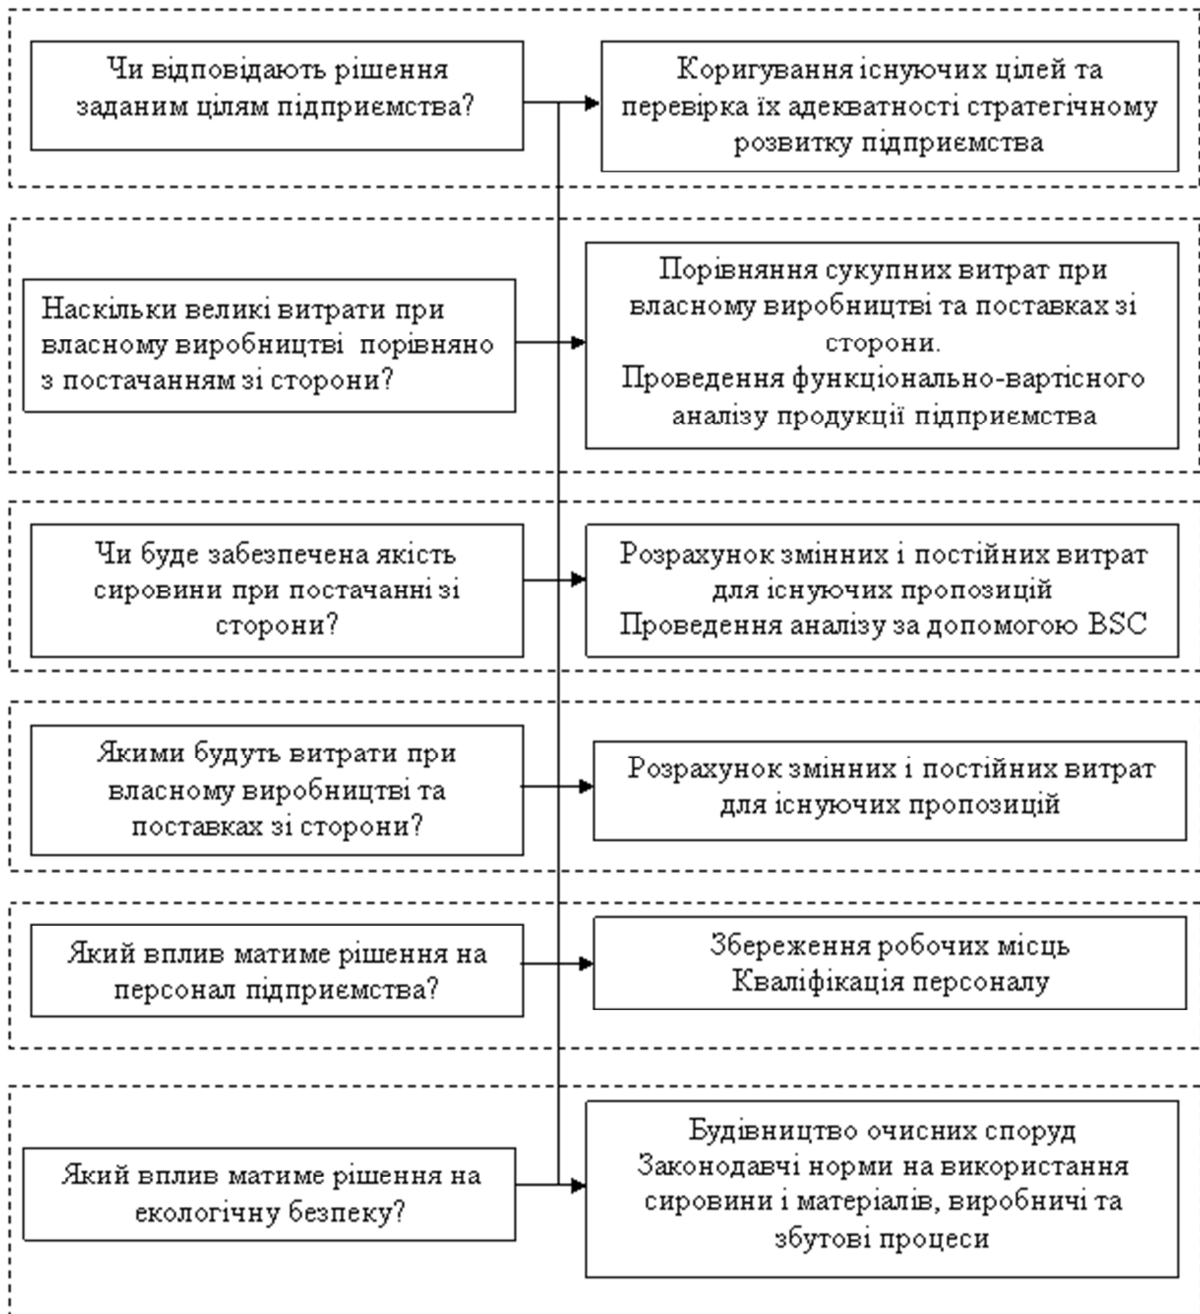 Чи відповідають рішення
заданим цілям підприємства?
Коригування існуючих цілей та
перевірка їх адекватності стратегічному
розвитку підприємства
Наскільки великі витрати при
власному виробництві порівняно
з постачанням зі сторони?
Порівняння сукупних витрат при
власному виробництві та поставках зі
сторони.
Проведення функціонально-вартісного
аналізу продукції підприємства
Чи буде забезпечена якість
сировини при постачанні зі
сторони?
Розрахунок змінних і постійних витрат
для існуючих пропозицій
Проведення аналізу за допомогою BSC
Якими будуть витрати при
власному виробництві та
поставках зі сторони?
Розрахунок змінних і постійних витрат
для існуючих пропозицій
Який вплив матиме рішення на
персонал підприємства?
Збереження робочих місць
Кваліфікація персоналу
Який вплив матиме рішення на
екологічну безпеку?
Будівництво очисних споруд
Законодавчі норми на використання
сировини і матеріалів, виробничі та
збутові процеси